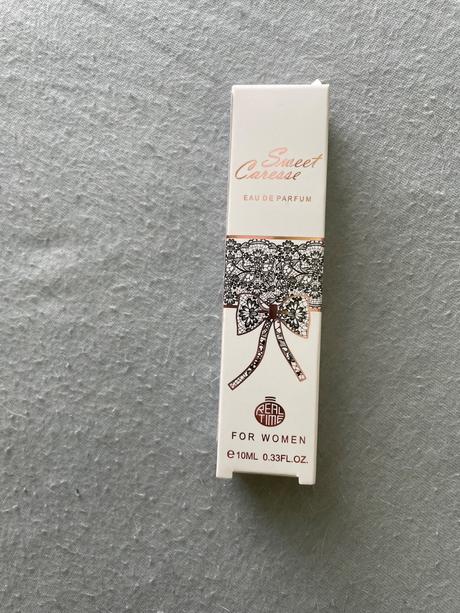 Sweet
Caresse
EAU DE PARFUM
REAL
TIME
FOR WOMEN
℮10ML 0.33FL.OZ.